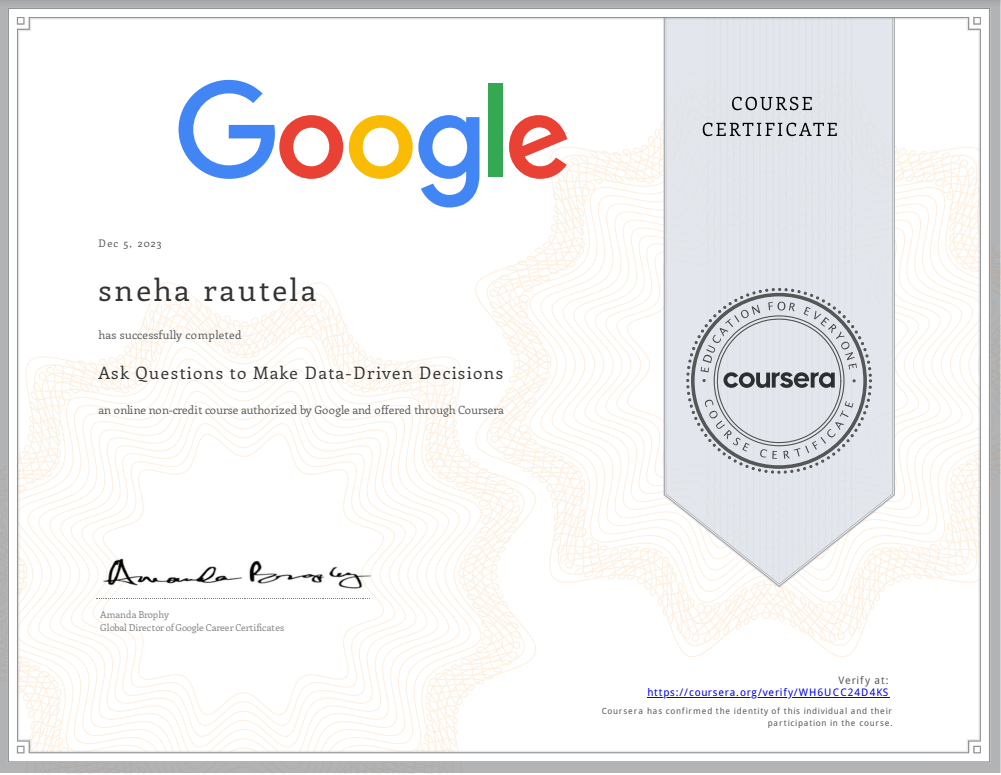 Google
COURSE
CERTIFICATE
Dec 5, 2023
sneha rautela
has successfully completed
Ask Questions to Make Data-Driven Decisions
an online non-credit course authorized by Google and offered through Coursera
EDUCATION FOR EVERYONE
coursera
COURSE CERTIFICATE
Amanda Brophy
Amanda Brophy
Global Director of Google Career Certificates
Verify at:
https://coursera.org/verify/WH6UCC24D4KS
Coursera has confirmed the identity of this individual and their
participation in the course.